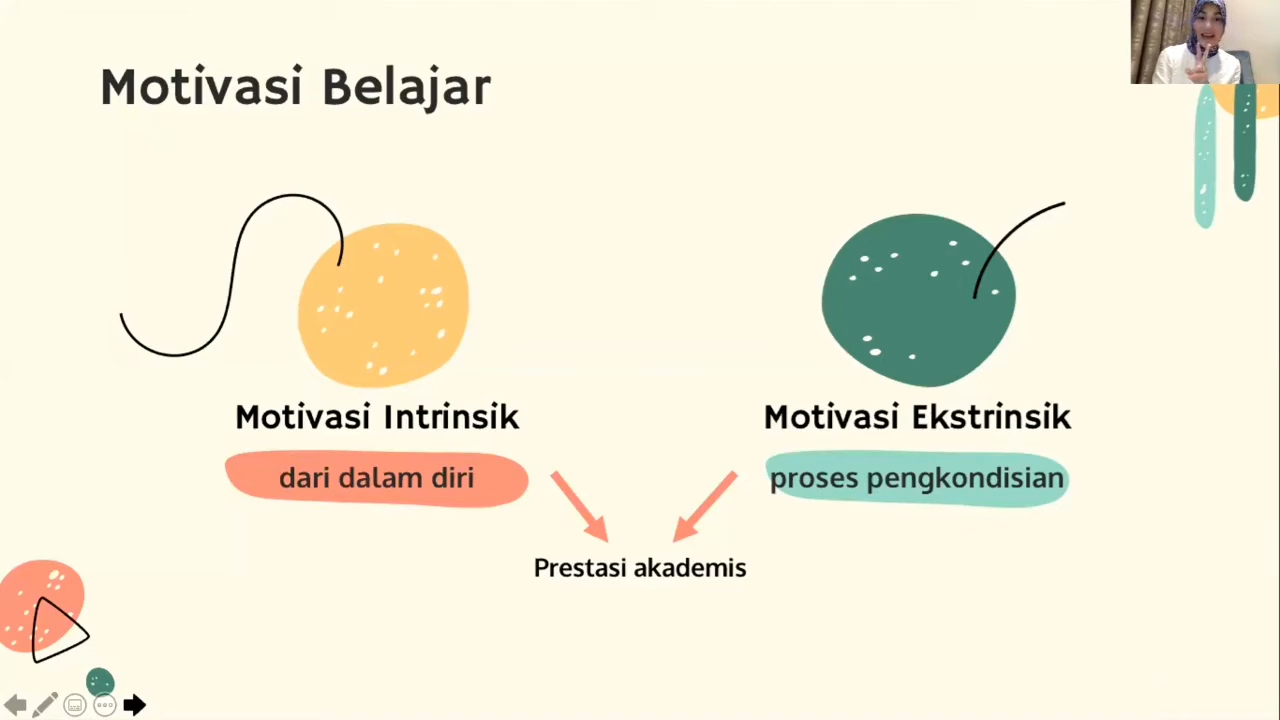 Motivasi Belajar
Motivasi Intrinsik
dari dalam diri
Motivasi Ekstrinsik
proses pengkondisian
Prestasi akademis